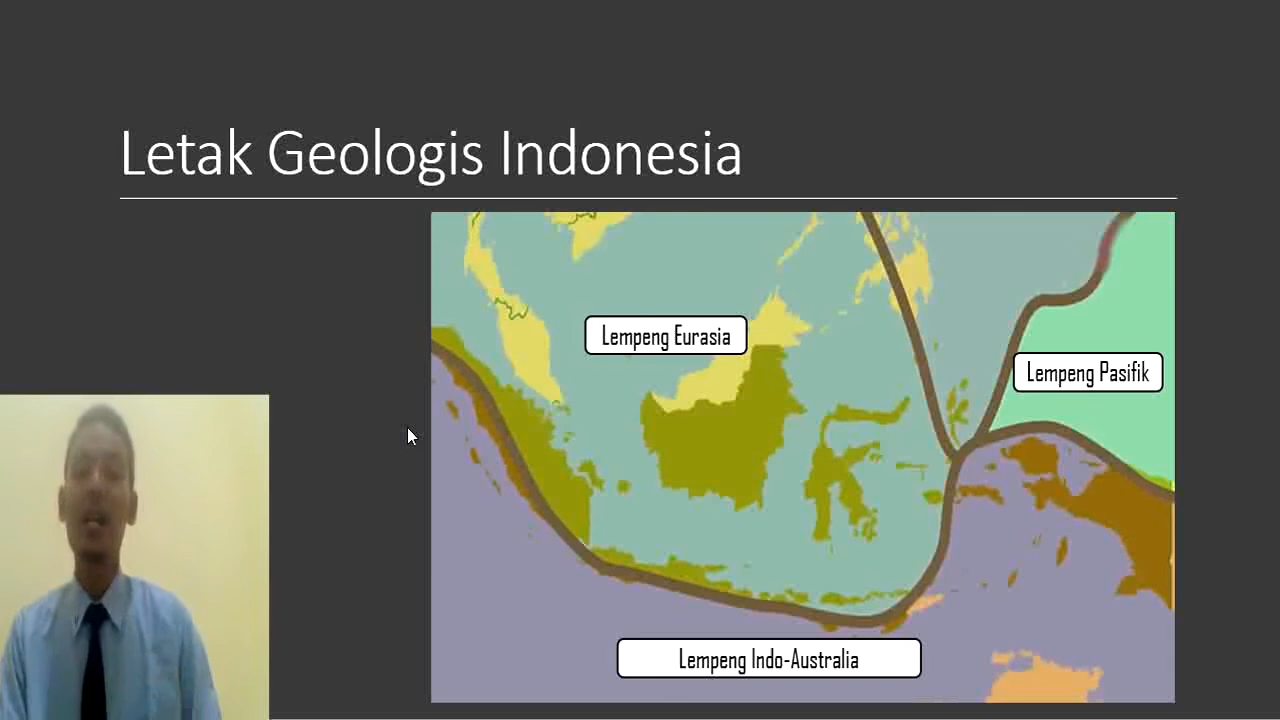 Letak Geologis Indonesia
Lempeng Eurasia
Lempeng Pasifik
Lempeng Indo-Australia